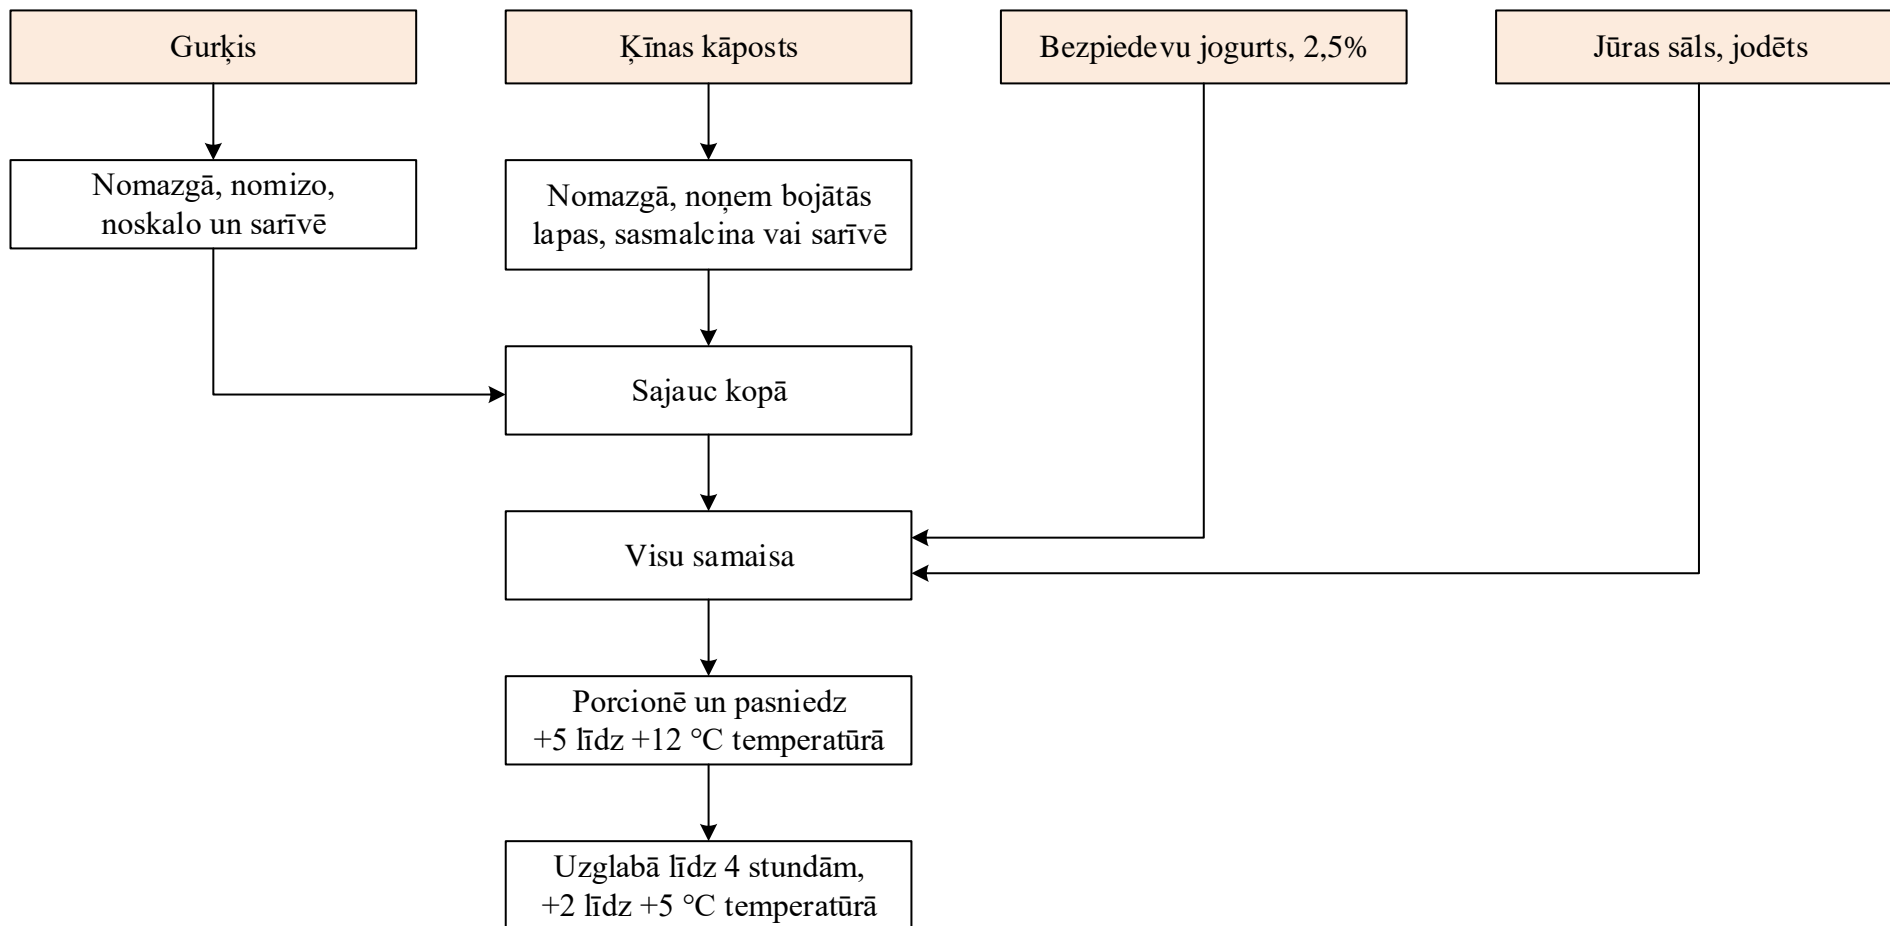 Gurķis
Ķīnas kāposts
Bezpiedevu jogurts, 2,5%
Jūras sāls, jodēts
Nomazgā, nomizo,
noskalo un sarīvē
Nomazgā, noņem bojātās
lapas, sasmalcina vai sarīvē
Sajauc kopā
Visu samaisa
Porcionē un pasniedz
+5 līdz +12 °C temperatūrā
Uzglabā līdz 4 stundām,
+2 līdz +5 °C temperatūrā